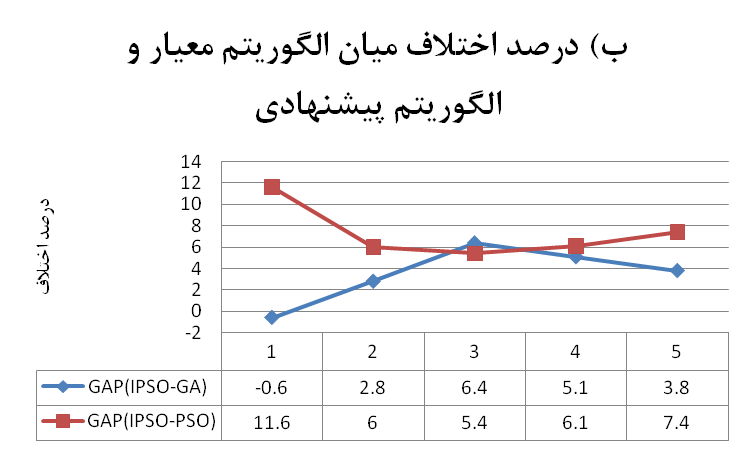 ب) درصد اختلاف میان الگوریتم معیار و
الگوریتم پیشنهادی
درصد اختلاف
14
12
10
8
6
4
2
0
-2
1 2 3 4 5
GAP(IPSO-GA) -0.6 2.8 6.4 5.1 3.8
GAP(IPSO-PSO) 11.6 6 5.4 6.1 7.4